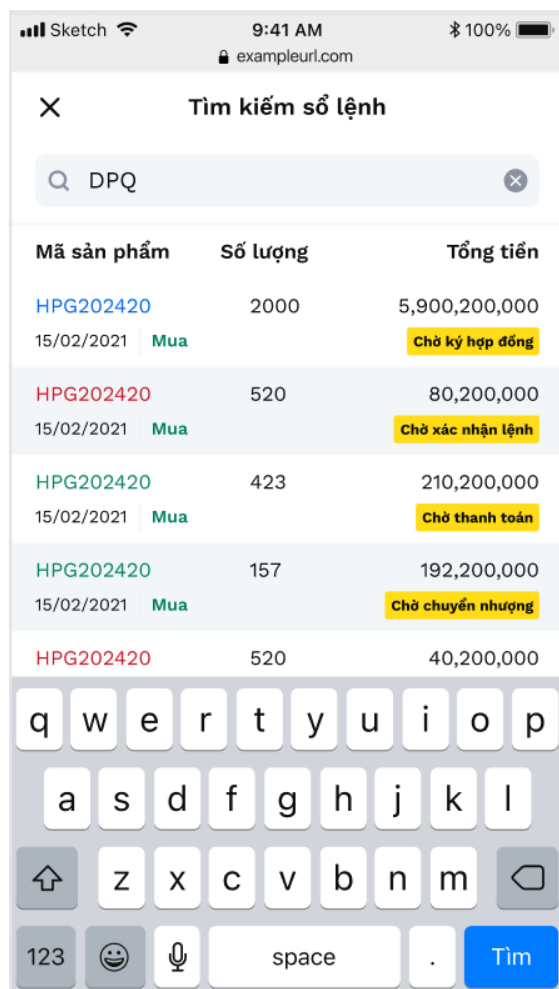 Sketch 9:41 AM 100%
exampleurl.com
Tìm kiếm sổ lệnh
DPQ
Mã sản phẩm Số lượng Tổng tiền
HPG202420 2000 5,900,200,000
15/02/2021 Mua Chờ ký hợp đồng
HPG202420 520 80,200,000
15/02/2021 Mua Chờ xác nhận lệnh
HPG202420 423 210,200,000
15/02/2021 Mua Chờ thanh toán
HPG202420 157 192,200,000
15/02/2021 Mua Chờ chuyển nhượng
HPG202420 520 40,200,000
q w e r t y u i o p
a s d f g h j k l
z x c v b n m
123 space . Tìm